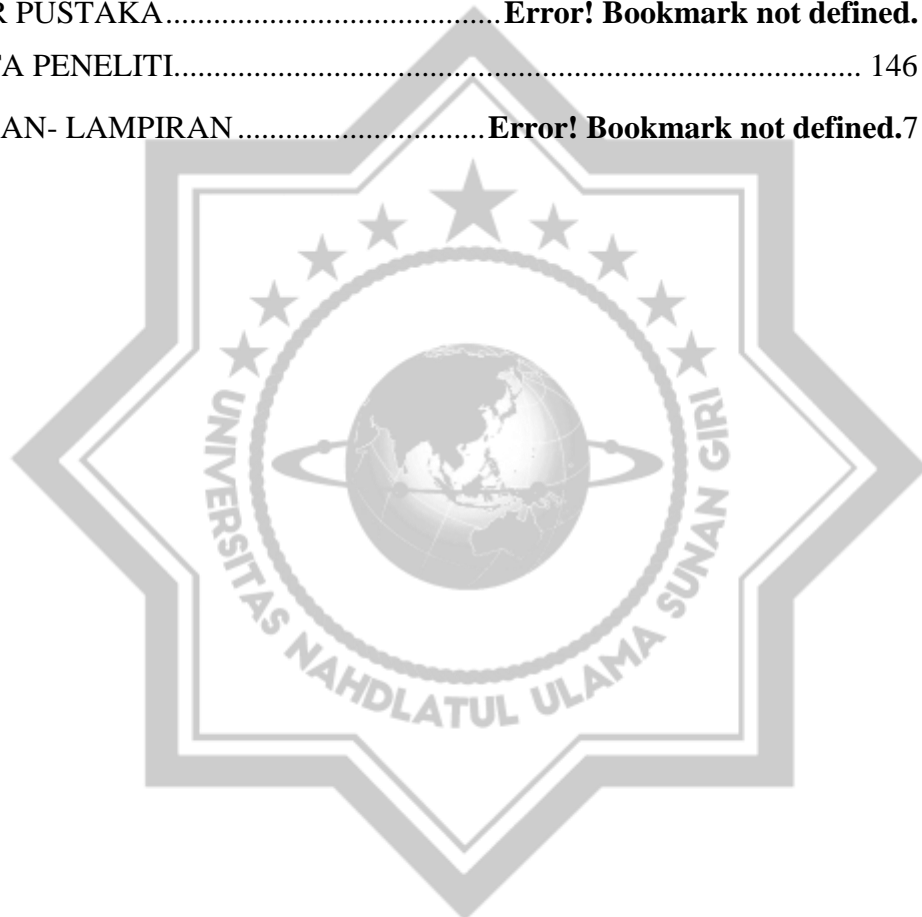 R PUSTAKA.........................................Error! Bookmark not defined.
A PENELITI..................................................................................... 146
AN- LAMPIRAN ..............................Error! Bookmark not defined.7
UNIVERSITAS NAHDLATUL ULAMA SUNAN GIRI